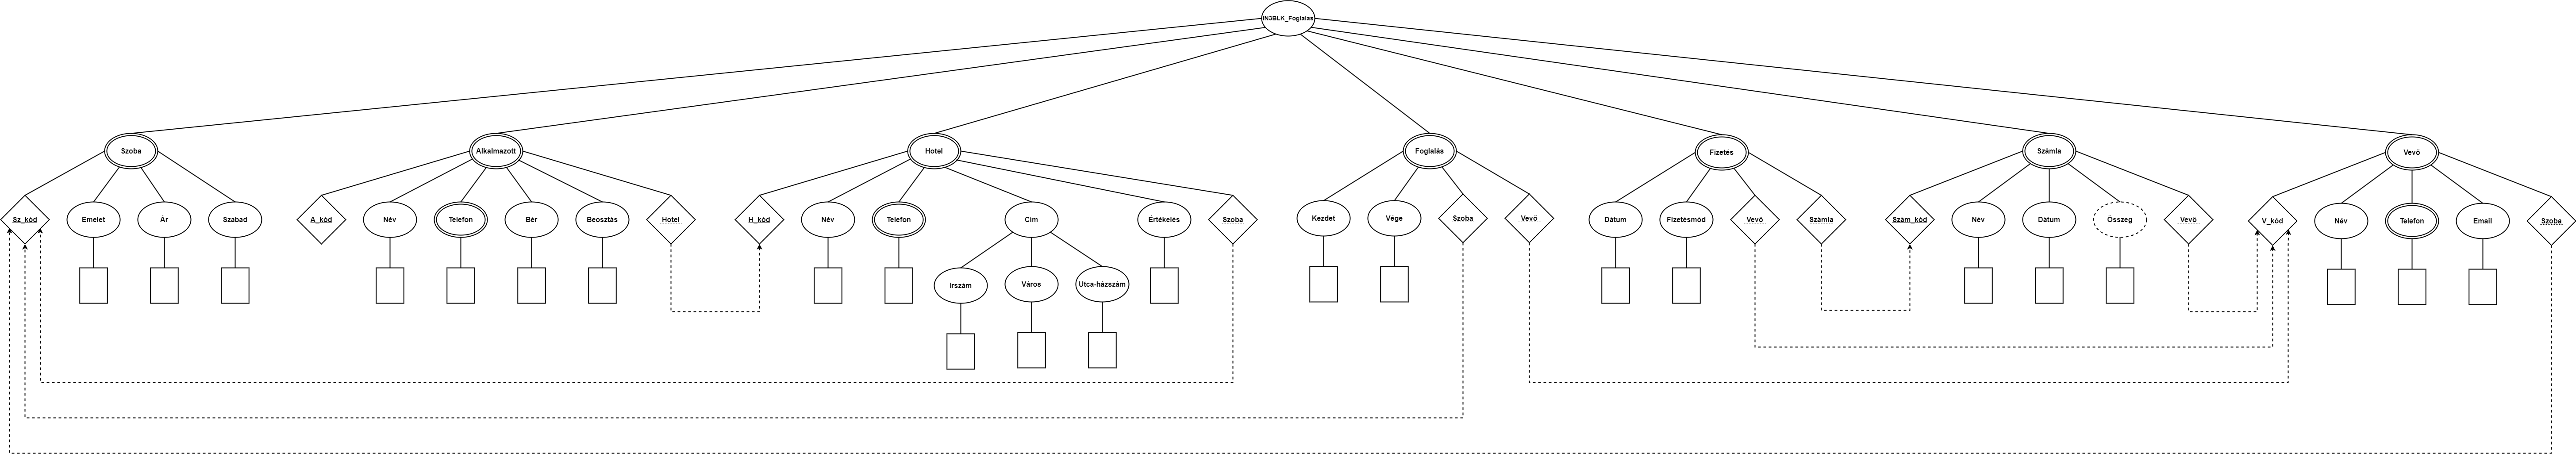 IN3BLK_Foglalas
Szoba
Alkalmazott
Hotel
Foglalás
Fizetés
Számla
Vevő
Sz_kód
Emelet
Ár
Szabad
A_kód
Név
Telefon
Bér
Beosztás
Hotel
H_kód
Név
Telefon
Cím
Értékelés
Szoba
Kezdet
Vége
Szoba
Vevő
Dátum
Fizetésmód
Vevő
Számla
Szám_kód
Név
Dátum
Összeg
Vevő
V_kód
Név
Telefon
Email
Szoba
Irszám
Város
Utca-házszám